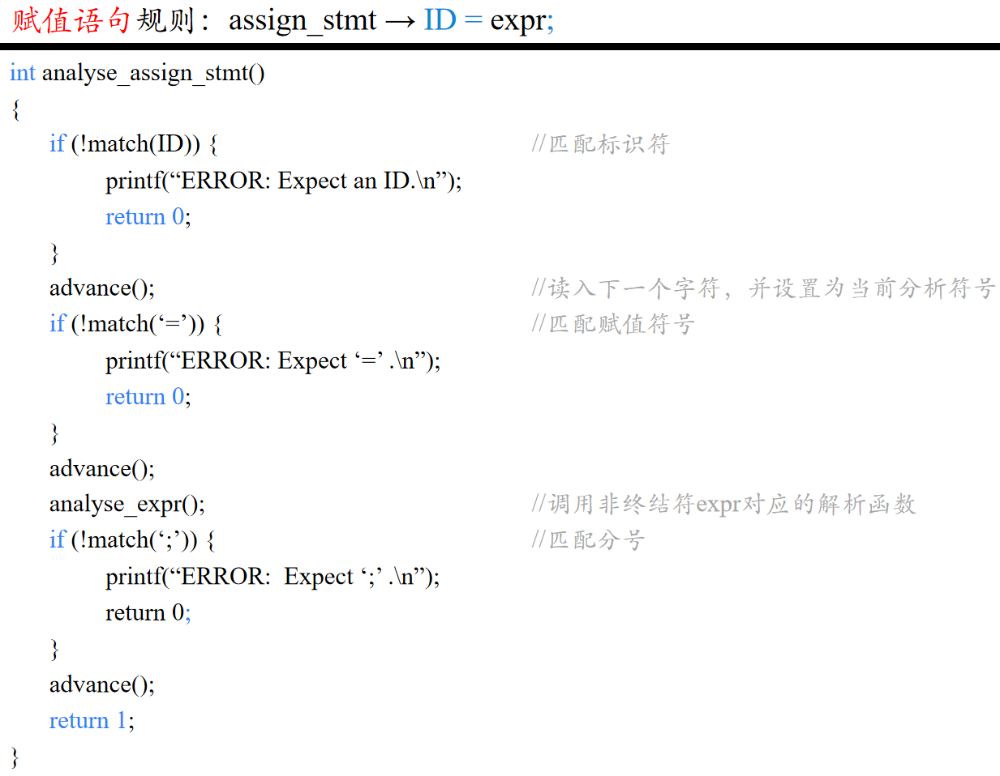 赋值语句规则：assign_stmt → ID = expr;
int analyse_assign_stmt()
{
if (!match(ID)) { //匹配标识符
printf(“ERROR: Expect an ID.\n”);
return 0;
}
advance(); //读入下一个字符，并设置为当前分析符号
if (!match(‘=’)) { //匹配赋值符号
printf(“ERROR: Expect ‘=’ .\n”);
return 0;
}
advance();
analyse_expr(); //调用非终结符expr对应的解析函数
if (!match(‘;’)) { //匹配分号
printf(“ERROR:  Expect ‘;’ .\n”);
return 0;
}
advance();
return 1;
}